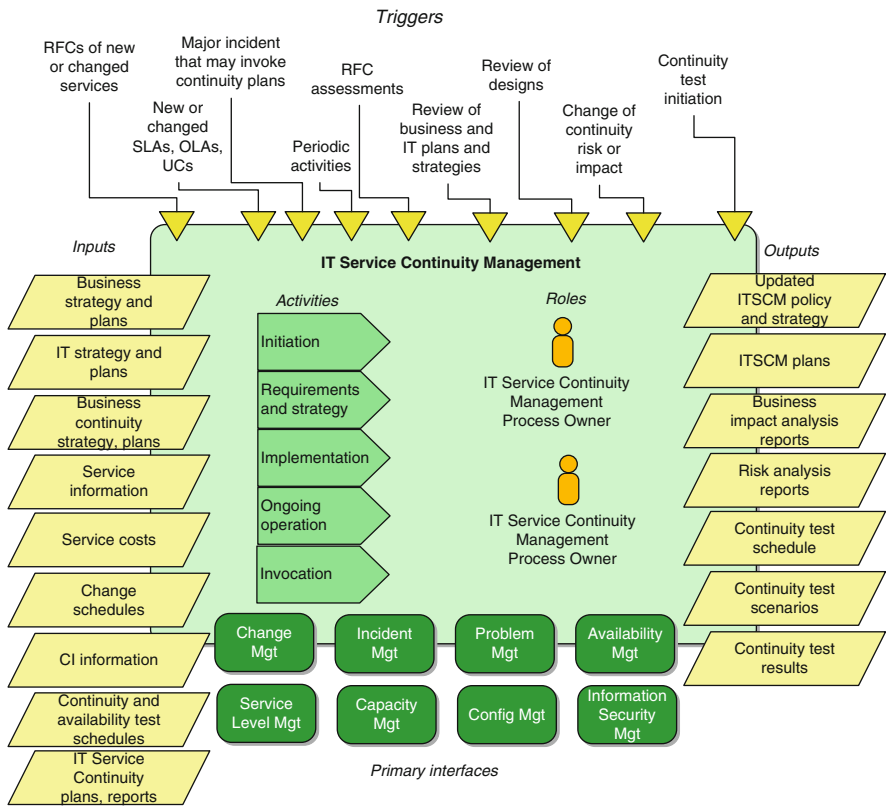 Triggers
RFCs of new
or changed
services
New or
changed
SLAs, OLAs,
UCs
Major incident
that may invoke
continuity plans
Periodic
activities
RFC
assessments
Review of
business and
IT plans and
strategies
Review of
designs
Change of
continuity
risk or
impact
Continuity
test
initiation
Inputs
Business
strategy and
plans
IT strategy and
plans
Business
continuity
strategy, plans
Service
information
Service costs
Change
schedules
CI information
Continuity and
availability test
schedules
IT Service
Continuity
plans, reports
IT Service Continuity Management
Activities
Initiation
Requirements
and strategy
Implementation
Ongoing
operation
Invocation
Roles
IT Service Continuity
Management
Process Owner
IT Service Continuity
Management
Process Owner
Outputs
Updated
ITSCM policy
and strategy
ITSCM plans
Business
impact analysis
reports
Risk analysis
reports
Continuity test
schedule
Continuity test
scenarios
Continuity test
results
Change
Mgt
Incident
Mgt
Problem
Mgt
Availability
Mgt
Service
Level Mgt
Capacity
Mgt
Config Mgt
Information
Security
Mgt
Primary interfaces